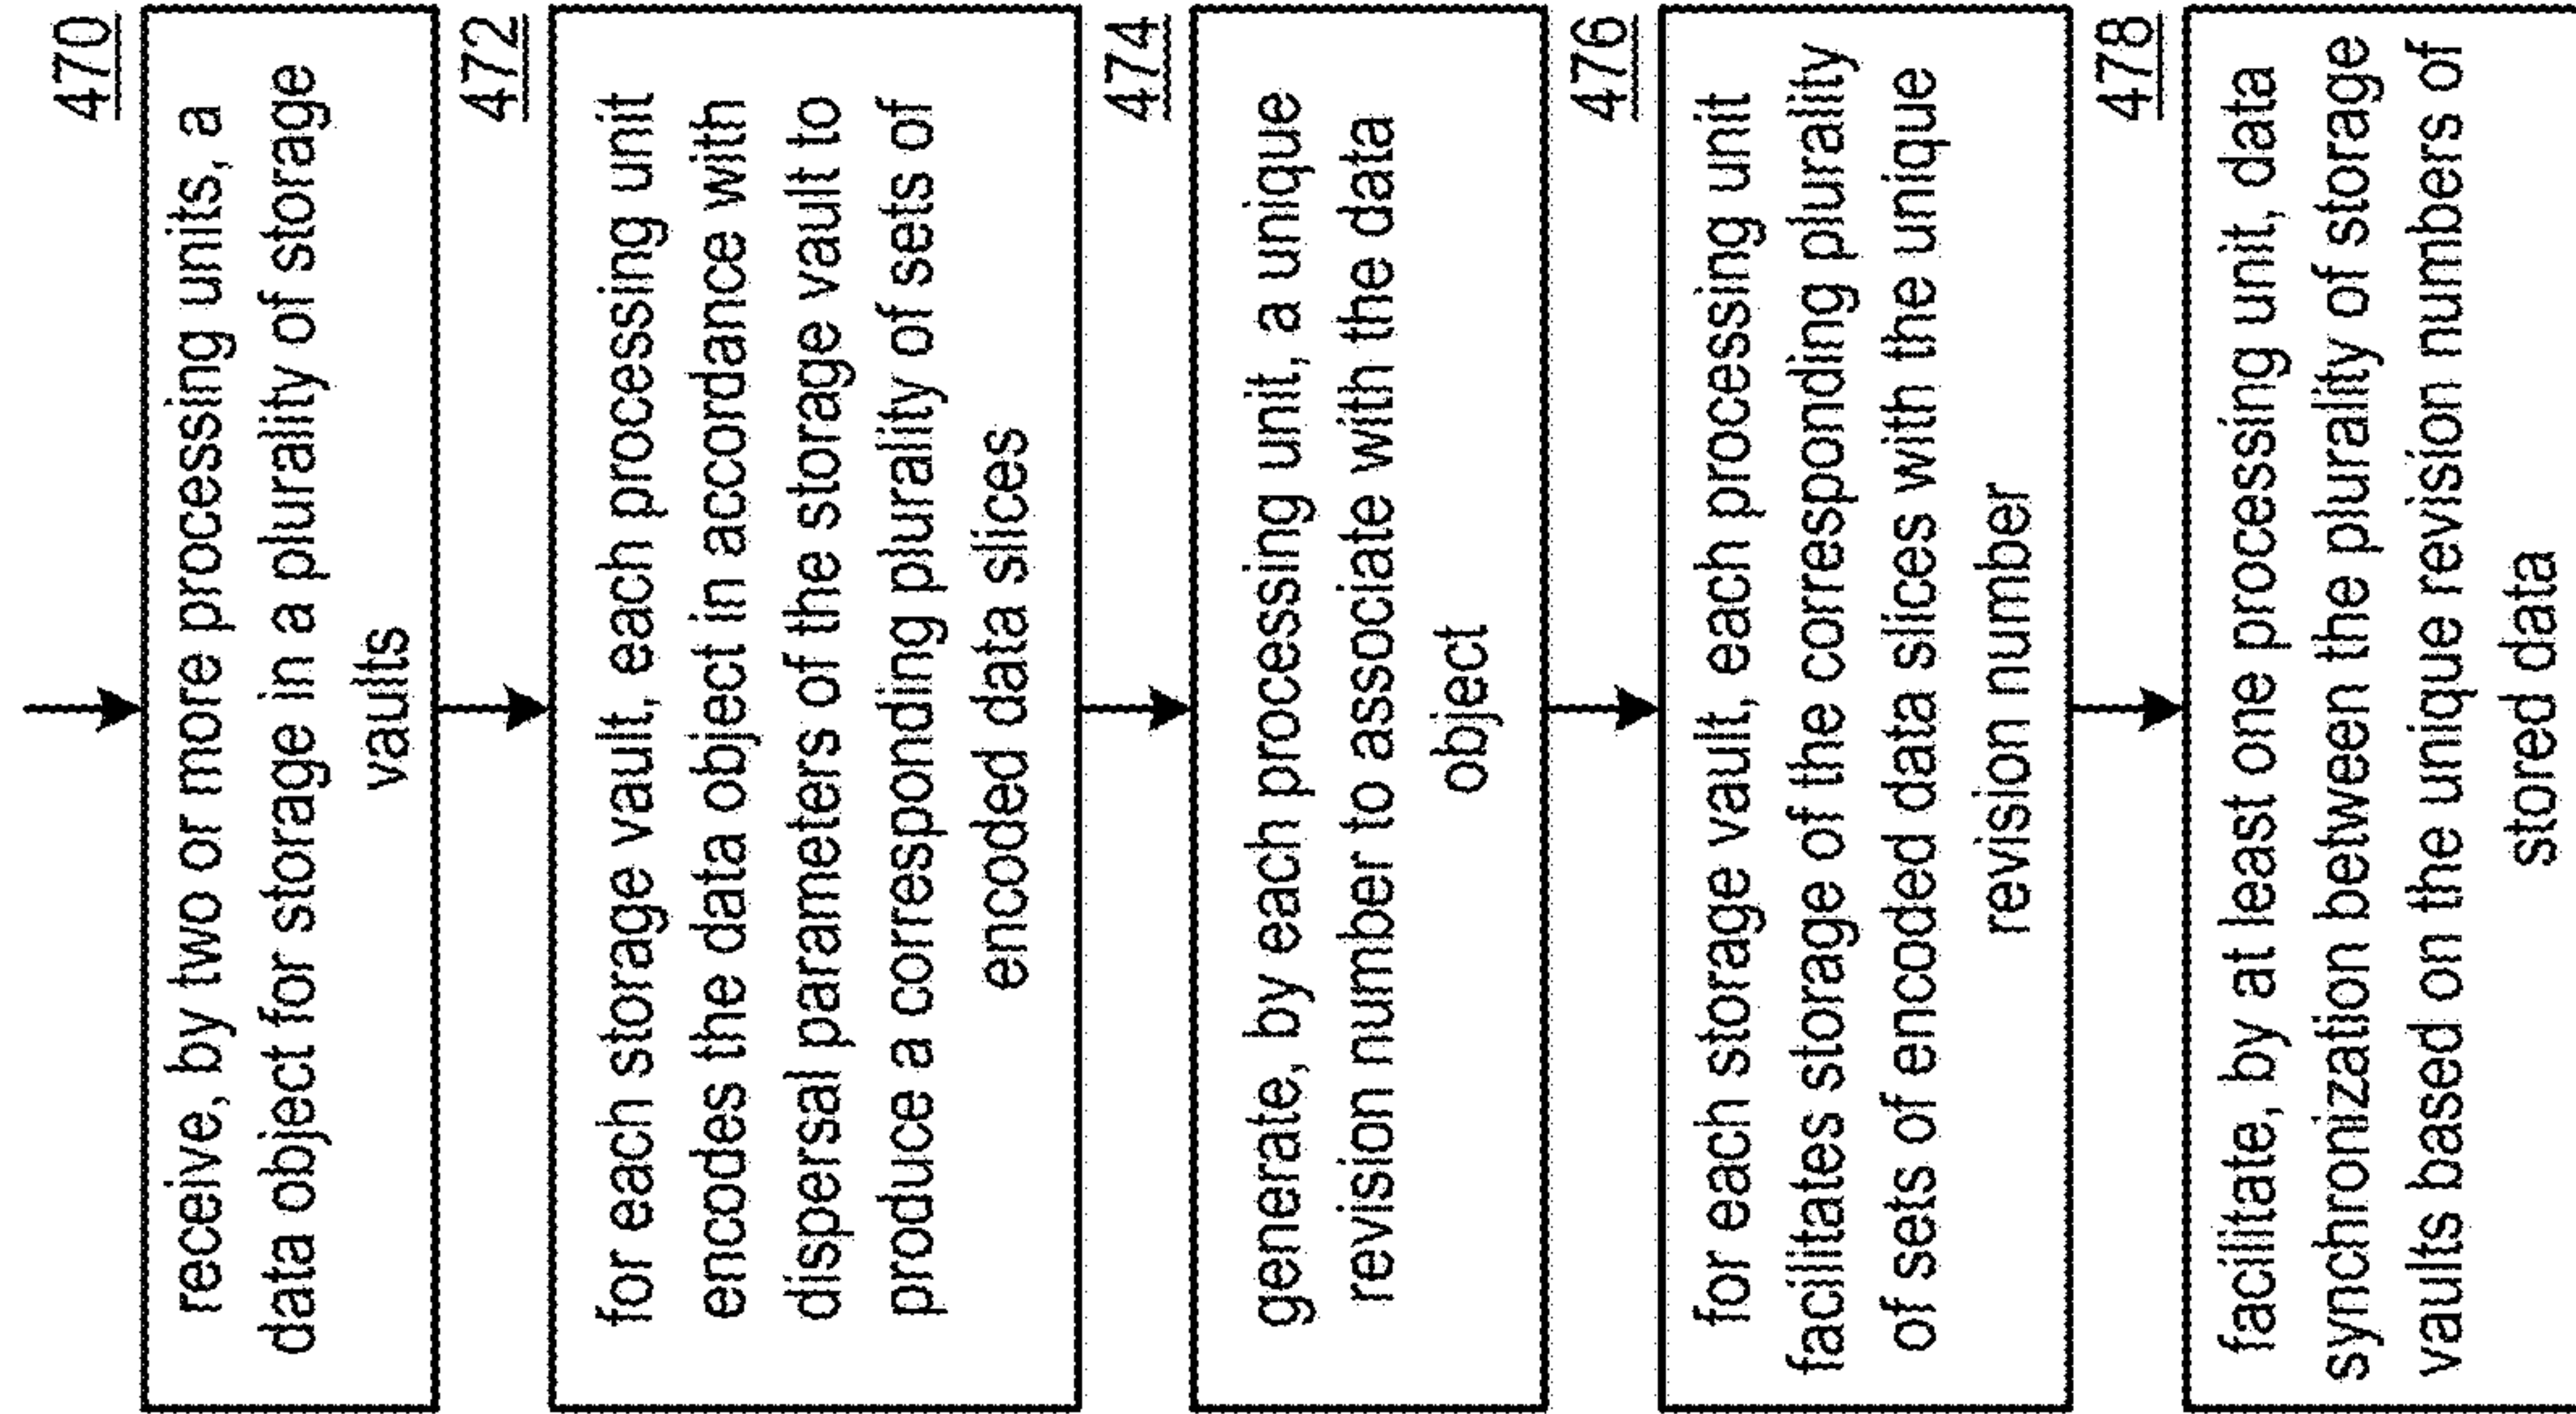 470
receive, by two or more processing units, a
data object for storage in a plurality of storage
vaults
472
for each storage vault, each processing unit
encodes the data object in accordance with
dispersal parameters of the storage vault to
produce a corresponding plurality of sets of
encoded data slices
474
generate, by each processing unit, a unique
revision number to associate with the data
object
476
for each storage vault, each processing unit
facilitates storage of the corresponding plurality
of sets of encoded data slices with the unique
revision number
478
facilitate, by at least one processing unit, data
synchronization between the plurality of storage
vaults based on the unique revision numbers of
stored data